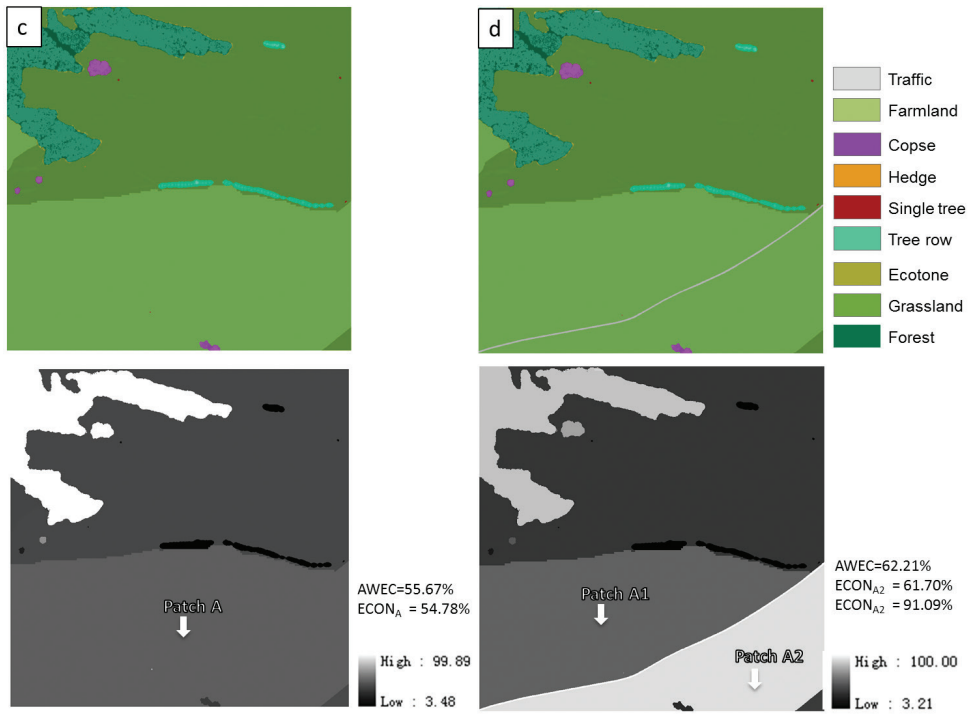 c
d
Traffic
Farmland
Copse
Hedge
Single tree
Tree row
Ecotone
Grassland
Forest
AWEC=55.67%
ECONA = 54.78%
Patch A
High : 99.89
Low : 3.48
AWEC=62.21%
ECONA2 = 61.70%
ECONA2 = 91.09%
Patch A1
Patch A2
High : 100.00
Low : 3.21